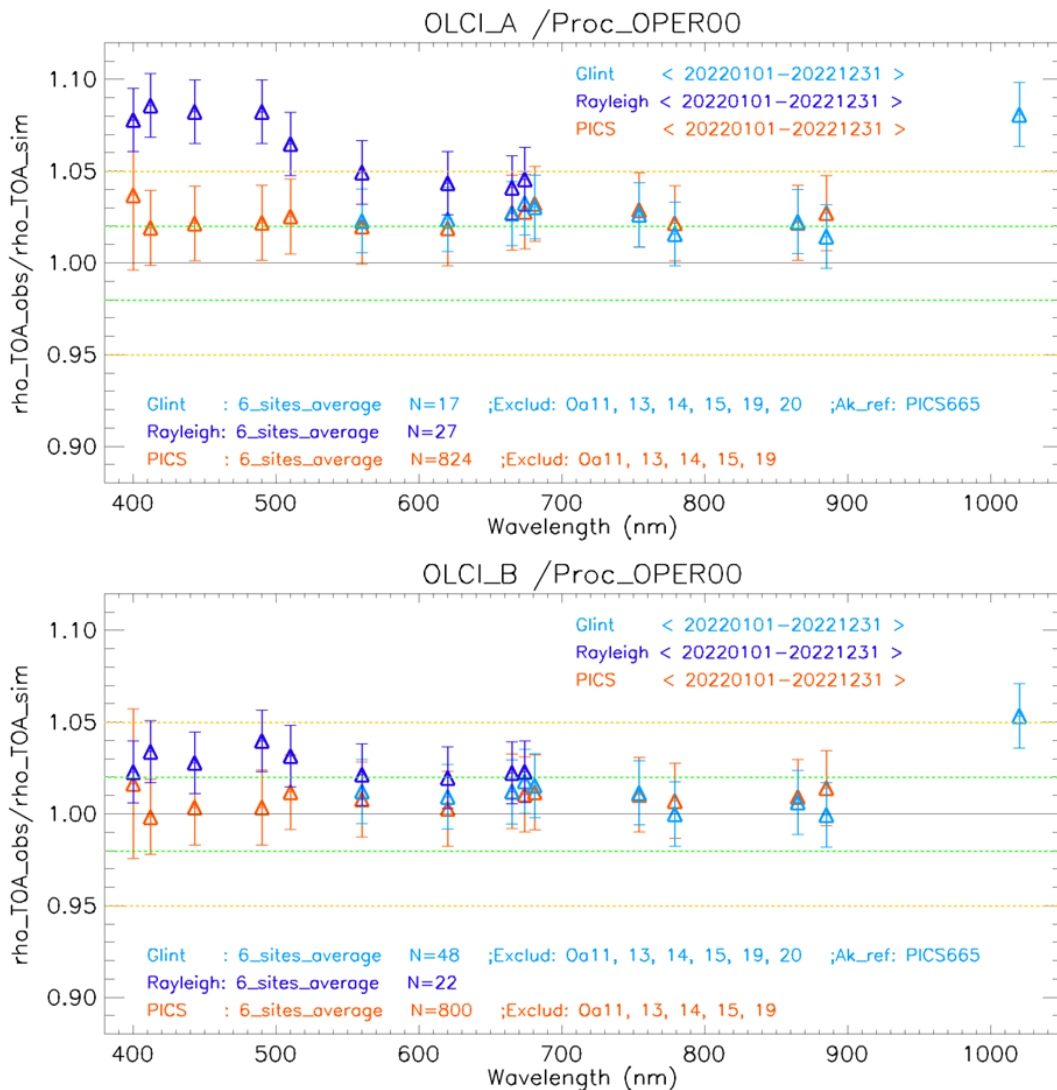 OLCI_A /Proc_OPER00
rho_TOA_obs/rho_TOA_sim
1.10
1.05
1.00
0.95
0.90
Glint < 20220101-20221231 >
Rayleigh < 20220101-20221231 >
PICS < 20220101-20221231 >
Glint : 6_sites_average N=17 ;Exclud: Oa11, 13, 14, 15, 19, 20 ;Ak_ref: PICS665
Rayleigh: 6_sites_average N=27
PICS : 6_sites_average N=824 ;Exclud: Oa11, 13, 14, 15, 19
400 500 600 700 800 900 1000
Wavelength (nm)
OLCI_B /Proc_OPER00
rho_TOA_obs/rho_TOA_sim
1.10
1.05
1.00
0.95
0.90
Glint < 20220101-20221231 >
Rayleigh < 20220101-20221231 >
PICS < 20220101-20221231 >
Glint : 6_sites_average N=48 ;Exclud: Oa11, 13, 14, 15, 19, 20 ;Ak_ref: PICS665
Rayleigh: 6_sites_average N=22
PICS : 6_sites_average N=800 ;Exclud: Oa11, 13, 14, 15, 19
400 500 600 700 800 900 1000
Wavelength (nm)